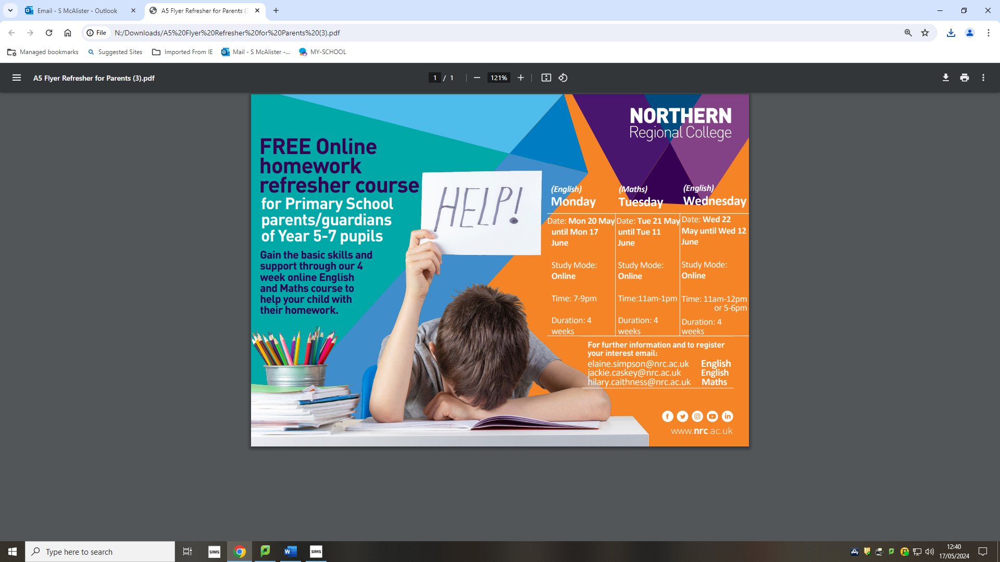 Email - S McAlister - Outlook
A5 Flyer Refresher for Parents (3
File
N:/Downloads/A5%20Flyer%20Refresher%20for%20Parents%20(3).pdf
Managed bookmarks
Suggested Sites
Imported From IE
Mail - S McAlister -...
MY-SCHOOL
A5 Flyer Refresher for Parents (3).pdf
1 / 1
121%
NORTHERN
Regional College
FREE Online
homework
refresher course
for Primary School
parents/guardians
of Year 5-7 pupils
Gain the basic skills and
support through our 4
week online English
and Maths course to
help your child with
their homework.
HELP!
(English)
Monday
Date: Mon 20 May
until Mon 17
June
Study Mode:
Online
Time: 7-9pm
Duration: 4
weeks
(Maths)
Tuesday
Date: Tue 21 May
until Tue 11
June
Study Mode:
Online
Time:11am-1pm
Duration: 4
weeks
(English)
Wednesday
Date: Wed 22
May until Wed 12
June
Study Mode:
Online
Time: 11am-12pm
or 5-6pm
Duration: 4
weeks
For further information and to register
your interest email:
elaine.simpson@nrc.ac.uk English
jackie.caskey@nrc.ac.uk English
hilary.caithness@nrc.ac.uk Maths
www.nrc.ac.uk
Type here to search
SIMS
SIMS
12:40
17/05/2024